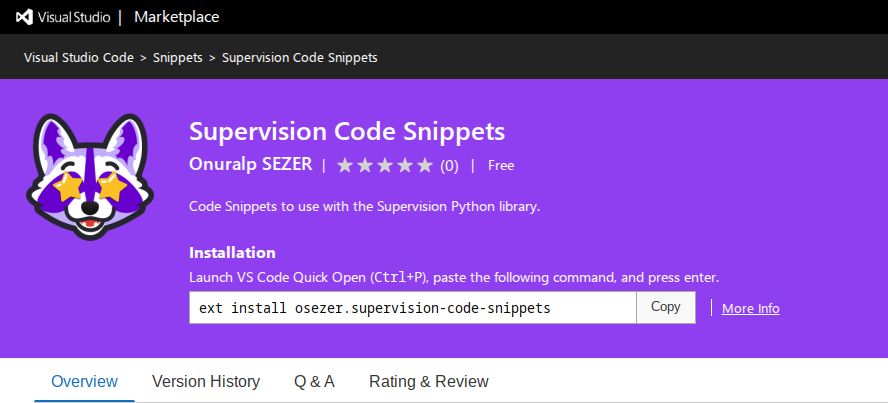 Visual Studio | Marketplace
Visual Studio Code > Snippets > Supervision Code Snippets
Supervision Code Snippets
Onuralp SEZER | ★★★★★ (0) | Free
Code Snippets to use with the Supervision Python library.
Installation
Launch VS Code Quick Open (Ctrl+P), paste the following command, and press enter.
ext install osezer.supervision-code-snippets Copy | More Info
Overview Version History Q & A Rating & Review